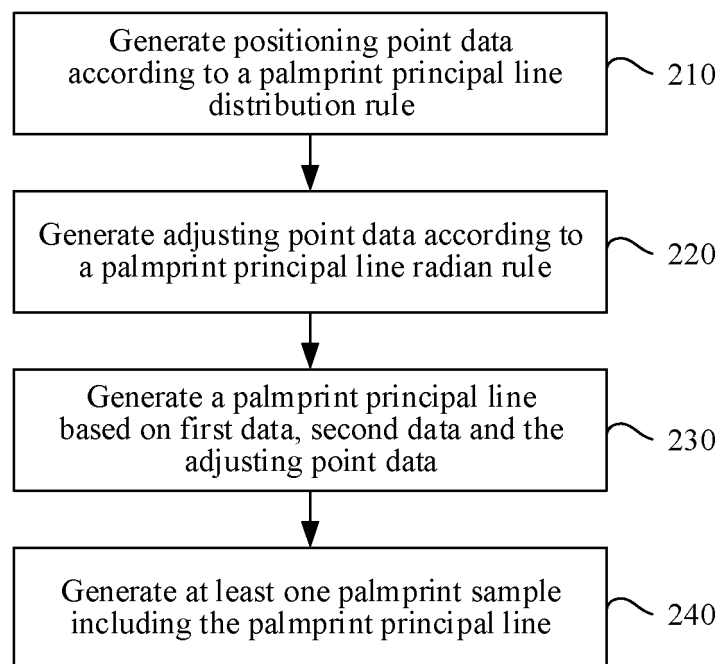 Generate positioning point data
according to a palmprint principal line
distribution rule
210
Generate adjusting point data according to
a palmprint principal line radian rule
220
Generate a palmprint principal line
based on first data, second data and the
adjusting point data
230
Generate at least one palmprint sample
including the palmprint principal line
240